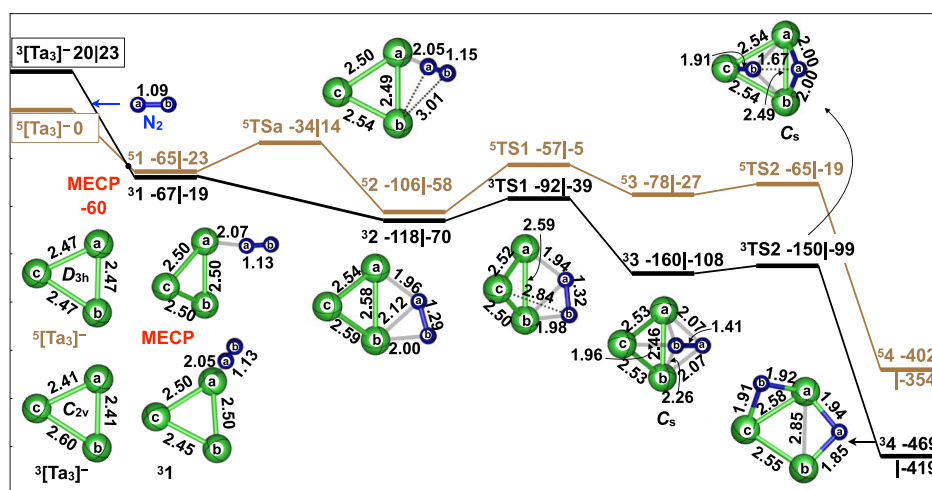 ³[Ta₃]⁻ 20|23
1.09
a b
N₂
⁵[Ta₃]⁻ 0
⁵1 -65|-23
³1 -67|-19
MECP
-60
⁵TSa -34|14
2.50
2.05
1.15
2.49
3.01
2.54
a b c a b
⁵2 -106|-58
³2 -118|-70
⁵TS1 -57|-5
³TS1 -92|-39
⁵3 -78|-27
³3 -160|-108
⁵TS2 -65|-19
³TS2 -150|-99
2.54
2.00
1.91
1.67
2.00
2.54
2.49
a b c a b
Cs
⁵4 -402
|-354
³4 -469
|-419
2.47
2.47
2.47
D3h
a b c
⁵[Ta₃]⁻
2.07
1.13
2.50
2.50
2.50
a b c a b
MECP
2.41
2.41
2.60
C2v
a b c
³[Ta₃]⁻
2.05
1.13
2.50
2.50
2.45
a b c a b
³1
2.54
1.96
2.58
2.12
1.29
2.59
2.00
a b c a b
2.59
2.52
1.94
1.32
2.84
2.50
1.98
a b c a b
2.53
2.07
1.41
2.46
1.96
2.53
2.07
2.26
a b c b a
Cs
1.92
1.91
2.58
1.94
2.85
2.55
1.85
b a c a b